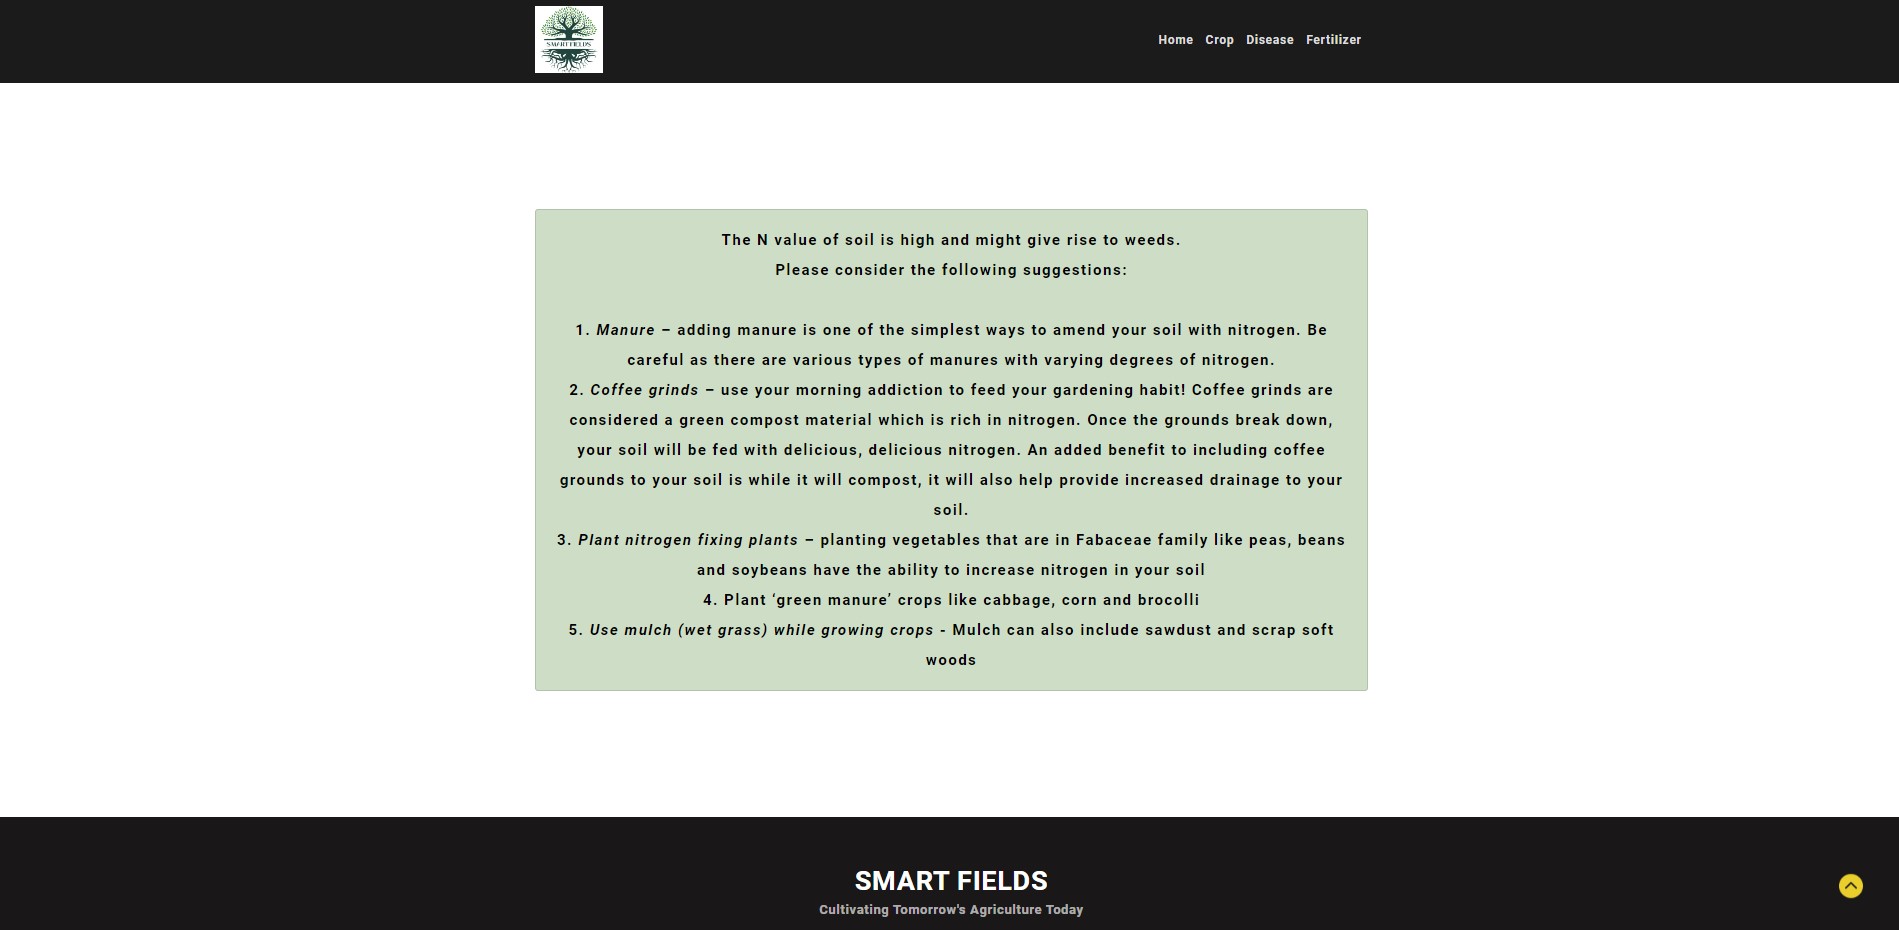 SMARTFIELDS
Home Crop Disease Fertilizer
The N value of soil is high and might give rise to weeds.
Please consider the following suggestions:
1. Manure – adding manure is one of the simplest ways to amend your soil with nitrogen. Be
careful as there are various types of manures with varying degrees of nitrogen.
2. Coffee grinds – use your morning addiction to feed your gardening habit! Coffee grinds are
considered a green compost material which is rich in nitrogen. Once the grounds break down,
your soil will be fed with delicious, delicious nitrogen. An added benefit to including coffee
grounds to your soil is while it will compost, it will also help provide increased drainage to your
soil.
3. Plant nitrogen fixing plants – planting vegetables that are in Fabaceae family like peas, beans
and soybeans have the ability to increase nitrogen in your soil
4. Plant ‘green manure’ crops like cabbage, corn and brocolli
5. Use mulch (wet grass) while growing crops - Mulch can also include sawdust and scrap soft
woods
SMART FIELDS
Cultivating Tomorrow's Agriculture Today